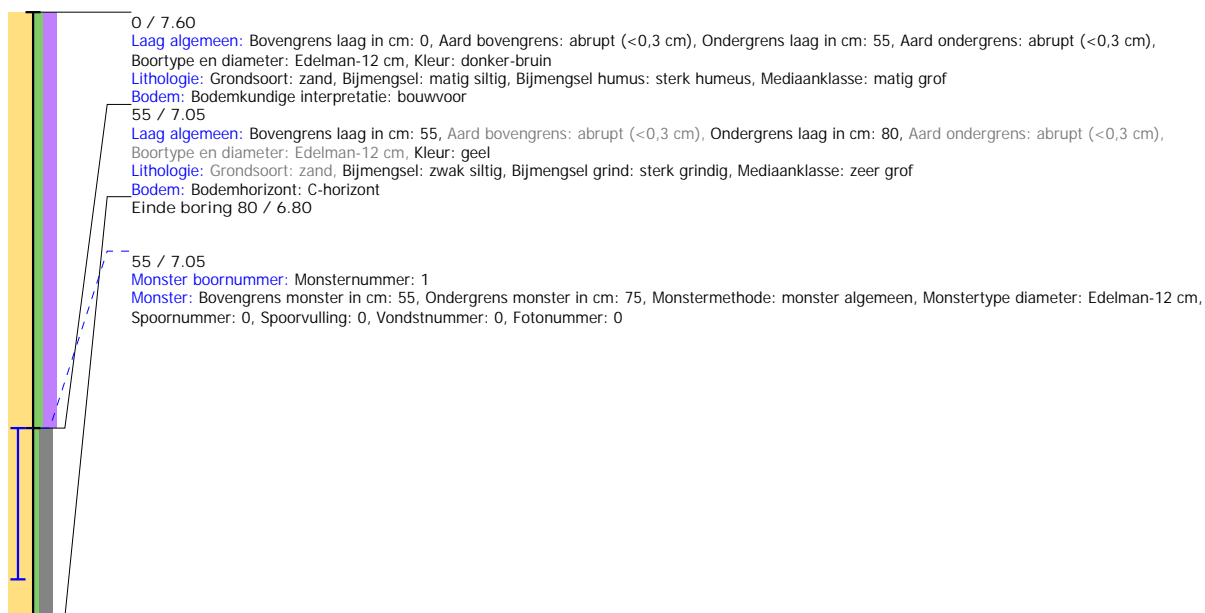 0 / 7.60
Laag algemeen: Bovengrens laag in cm: 0, Aard bovengrens: abrupt (<0,3 cm), Ondergrens laag in cm: 55, Aard ondergrens: abrupt (<0,3 cm),
Boortype en diameter: Edelman-12 cm, Kleur: donker-bruin
Lithologie: Grondsoort: zand, Bijmengsel: matig siltig, Bijmengsel humus: sterk humeus, Mediaanklasse: matig grof
Bodem: Bodemkundige interpretatie: bouwvoor
55 / 7.05
Laag algemeen: Bovengrens laag in cm: 55, Aard bovengrens: abrupt (<0,3 cm), Ondergrens laag in cm: 80, Aard ondergrens: abrupt (<0,3 cm),
Boortype en diameter: Edelman-12 cm, Kleur: geel
Lithologie: Grondsoort: zand, Bijmengsel: zwak siltig, Bijmengsel grind: sterk grindig, Mediaanklasse: zeer grof
Bodem: Bodemhorizont: C-horizont
Einde boring 80 / 6.80
55 / 7.05
Monster boornummer: Monsternummer: 1
Monster: Bovengrens monster in cm: 55, Ondergrens monster in cm: 75, Monstermethode: monster algemeen, Monstertype diameter: Edelman-12 cm,
Spoornummer: 0, Spoorvulling: 0, Vondstnummer: 0, Fotonummer: 0